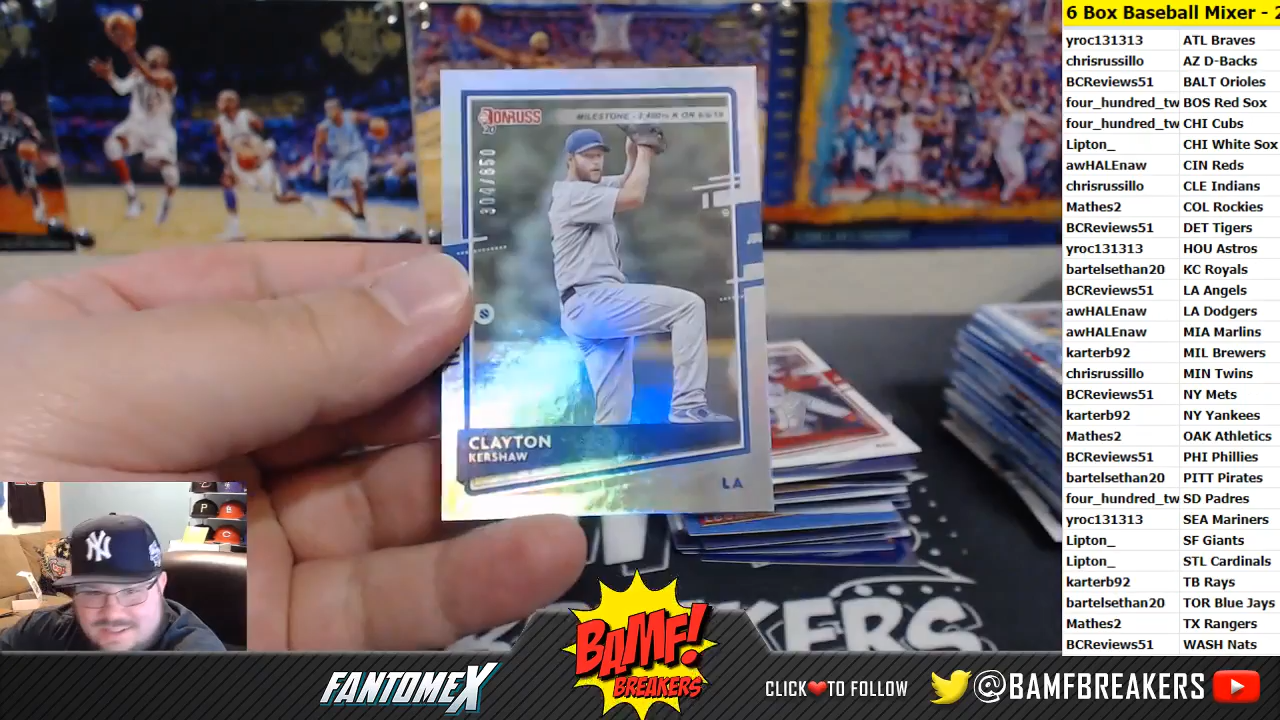 6 Box Baseball Mixer - 2
yroc131313 ATL Braves
chrisrussillo AZ D-Backs
BCReviews51 BALT Orioles
four_hundred_tw BOS Red Sox
four_hundred_tw CHI Cubs
Lipton_ CHI White Sox
awHALEnaw CIN Reds
chrisrussillo CLE Indians
Mathes2 COL Rockies
BCReviews51 DET Tigers
yroc131313 HOU Astros
bartelsethan20 KC Royals
BCReviews51 LA Angels
awHALEnaw LA Dodgers
awHALEnaw MIA Marlins
karterb92 MIL Brewers
chrisrussillo MIN Twins
BCReviews51 NY Mets
karterb92 NY Yankees
Mathes2 OAK Athletics
BCReviews51 PHI Phillies
bartelsethan20 PITT Pirates
four_hundred_tw SD Padres
yroc131313 SEA Mariners
Lipton_ SF Giants
Lipton_ STL Cardinals
karterb92 TB Rays
bartelsethan20 TOR Blue Jays
Mathes2 TX Rangers
BCReviews51 WASH Nats
DONRUSS
20
MILESTONE - K ON
304/850
CLAYTON
KERSHAW
LA
NY
KERS
FANTOMEX
BAMF!
BREAKERS
CLICK TO FOLLOW
@BAMFBREAKERS